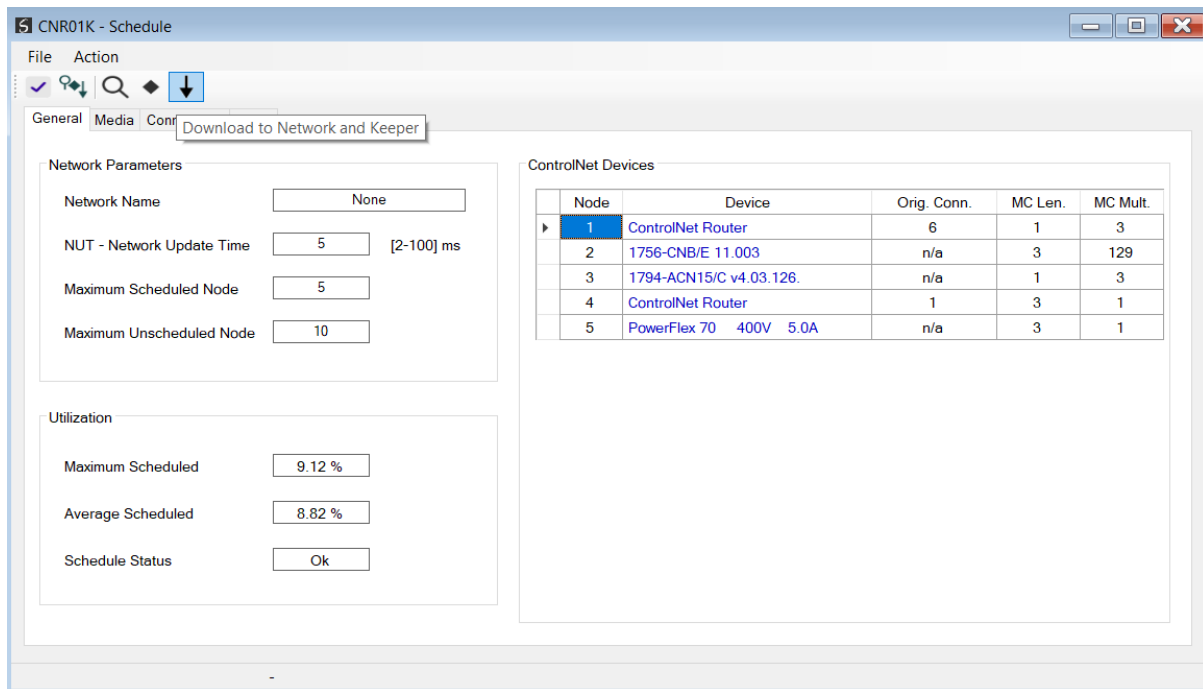 CNR01K - Schedule
File Action
General Media Conn
Download to Network and Keeper
Network Parameters
Network Name None
NUT - Network Update Time 5 [2-100] ms
Maximum Scheduled Node 5
Maximum Unscheduled Node 10
Utilization
Maximum Scheduled 9.12 %
Average Scheduled 8.82 %
Schedule Status Ok
ControlNet Devices
Node Device Orig. Conn. MC Len. MC Mult.
1 ControlNet Router 6 1 3
2 1756-CNB/E 11.003 n/a 3 129
3 1794-ACN15/C v4.03.126. n/a 1 3
4 ControlNet Router 1 3 1
5 PowerFlex 70 400V 5.0A n/a 3 1
-